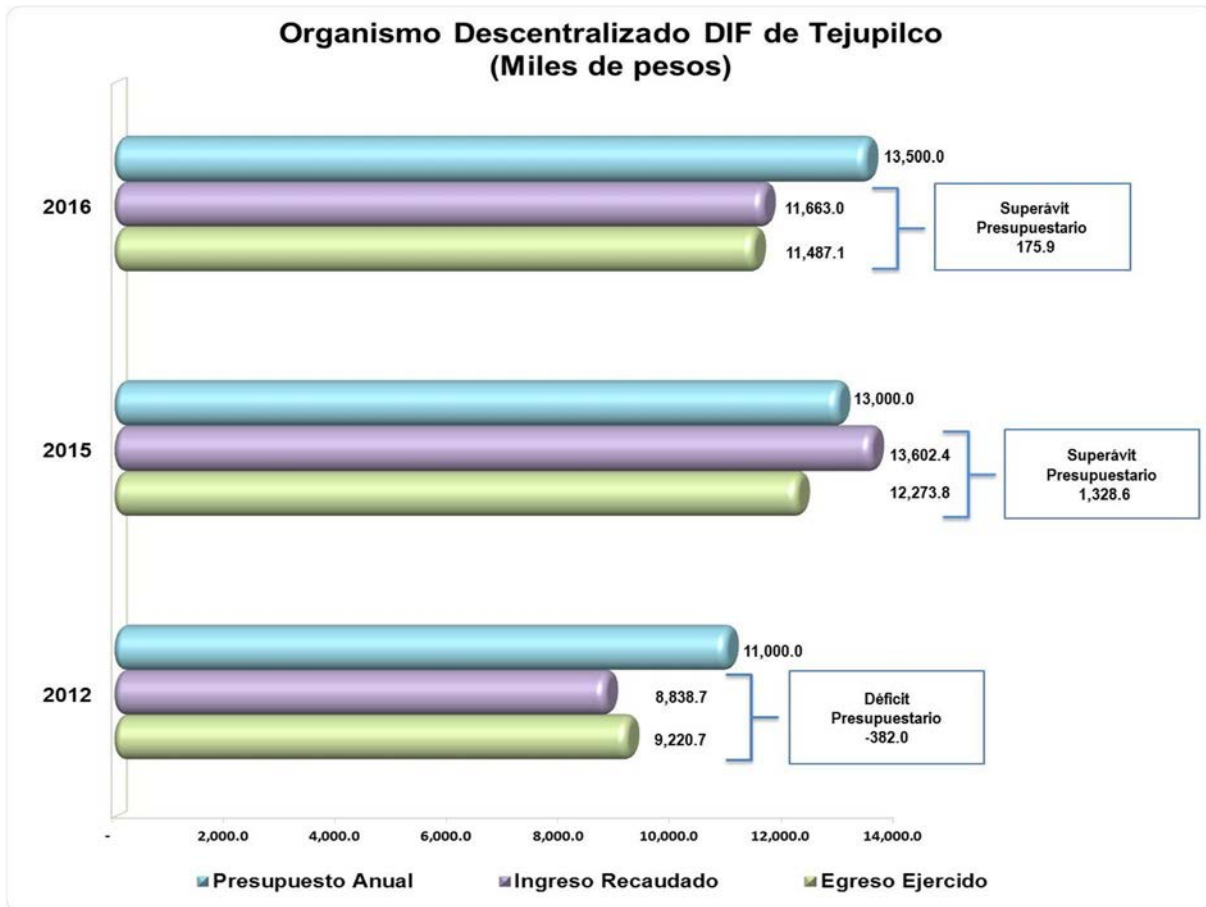 Organismo Descentralizado DIF de Tejupilco
(Miles de pesos)
2016
13,500.0
11,663.0
11,487.1
Superávit
Presupuestario
175.9
2015
13,000.0
13,602.4
12,273.8
Superávit
Presupuestario
1,328.6
2012
11,000.0
8,838.7
9,220.7
Déficit
Presupuestario
-382.0
- 2,000.0 4,000.0 6,000.0 8,000.0 10,000.0 12,000.0 14,000.0
Presupuesto Anual Ingreso Recaudado Egreso Ejercido